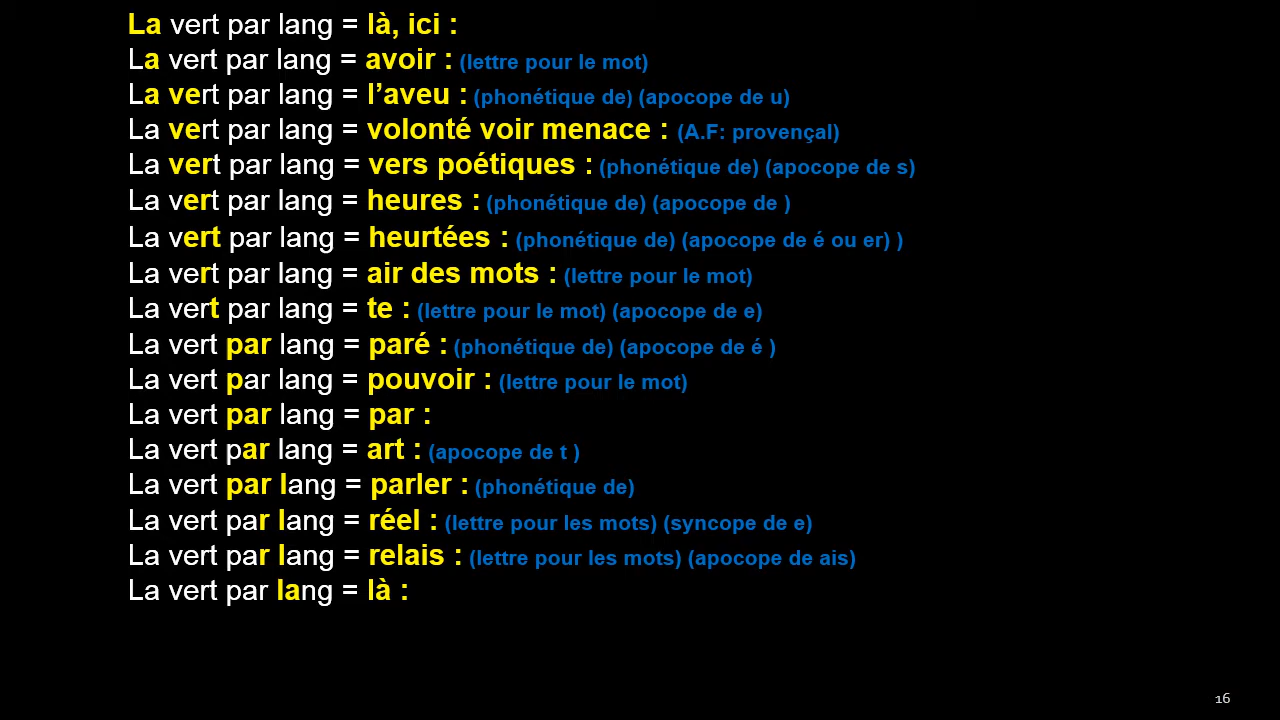 La vert par lang = là, ici :
La vert par lang = avoir : (lettre pour le mot)
La vert par lang = l’aveu : (phonétique de) (apocope de u)
La vert par lang = volonté voir menace : (A.F: provençal)
La vert par lang = vers poétiques : (phonétique de) (apocope de s)
La vert par lang = heures : (phonétique de) (apocope de )
La vert par lang = heurtées : (phonétique de) (apocope de é ou er) )
La vert par lang = air des mots : (lettre pour le mot)
La vert par lang = te : (lettre pour le mot) (apocope de e)
La vert par lang = paré : (phonétique de) (apocope de é )
La vert par lang = pouvoir : (lettre pour le mot)
La vert par lang = par :
La vert par lang = art : (apocope de t )
La vert par lang = parler : (phonétique de)
La vert par lang = réel : (lettre pour les mots) (syncope de e)
La vert par lang = relais : (lettre pour les mots) (apocope de ais)
La vert par lang = là :
16